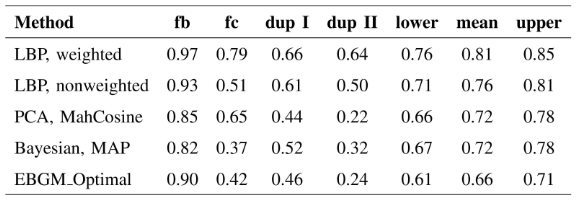 Method fb fc dup I dup II lower mean upper
LBP, weighted 0.97 0.79 0.66 0.64 0.76 0.81 0.85
LBP, nonweighted 0.93 0.51 0.61 0.50 0.71 0.76 0.81
PCA, MahCosine 0.85 0.65 0.44 0.22 0.66 0.72 0.78
Bayesian, MAP 0.82 0.37 0.52 0.32 0.67 0.72 0.78
EBGM_Optimal 0.90 0.42 0.46 0.24 0.61 0.66 0.71